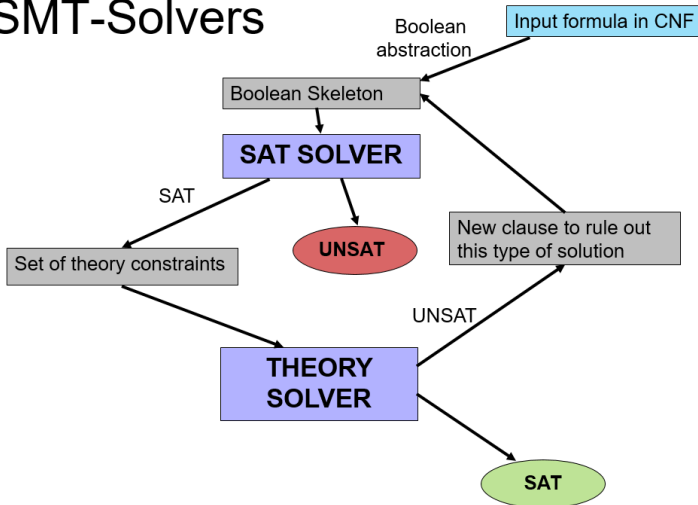 SMT-Solvers
Input formula in CNF
Boolean
abstraction
Boolean Skeleton
SAT SOLVER
SAT
UNSAT
New clause to rule out
this type of solution
Set of theory constraints
UNSAT
THEORY
SOLVER
SAT